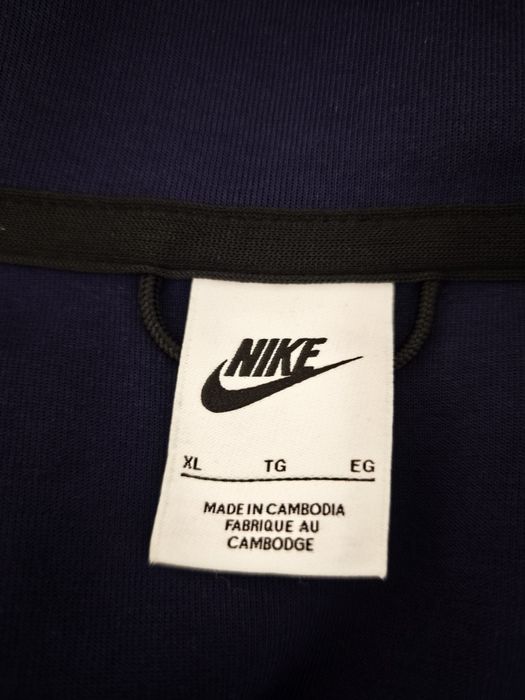 NIKE
XL TG EG
MADE IN CAMBODIA
FABRIQUE AU
CAMBODGE